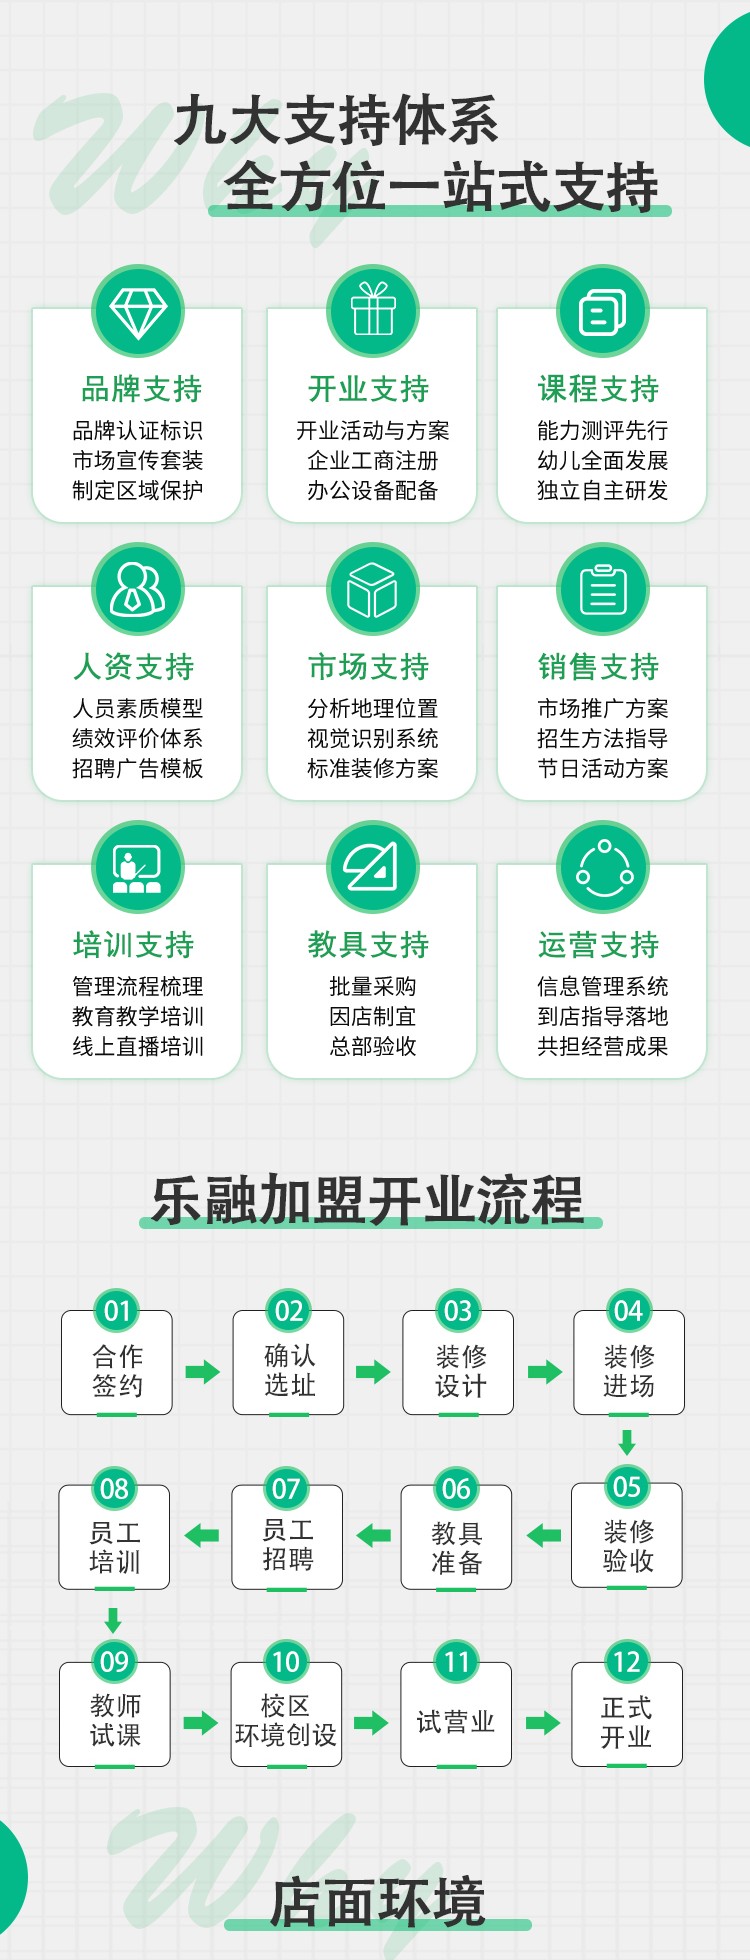 Why
九大支持体系
全方位一站式支持
品牌支持
品牌认证标识
市场宣传套装
制定区域保护
开业支持
开业活动与方案
企业工商注册
办公设备配备
课程支持
能力测评先行
幼儿全面发展
独立自主研发
人资支持
人员素质模型
绩效评价体系
招聘广告模板
市场支持
分析地理位置
视觉识别系统
标准装修方案
销售支持
市场推广方案
招生方法指导
节日活动方案
培训支持
管理流程梳理
教育教学培训
线上直播培训
教具支持
批量采购
因店制宜
总部验收
运营支持
信息管理系统
到店指导落地
共担经营成果
乐融加盟开业流程
01
合作
签约
02
确认
选址
03
装修
设计
04
装修
进场
05
装修
验收
06
教具
准备
07
员工
招聘
08
员工
培训
09
教师
试课
10
校区
环境创设
11
试营业
12
正式
开业
Why
店面环境